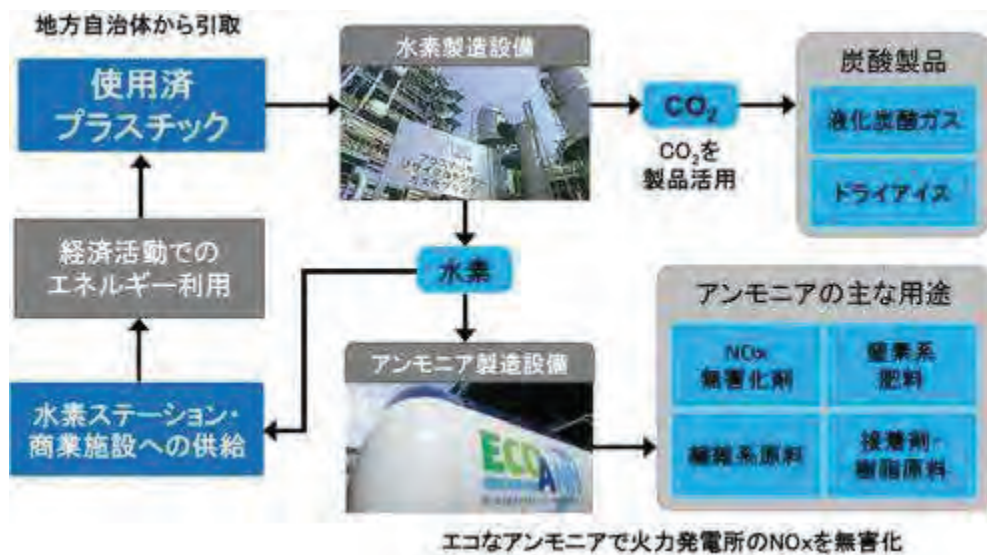 地方自治体から引取
使用済
プラスチック
水素製造設備
CO₂
CO₂を
製品活用
炭酸製品
液化炭酸ガス
ドライアイス
経済活動での
エネルギー利用
水素
水素ステーション・
商業施設への供給
アンモニア製造設備
ECO
アンモニアの主な用途
NOx
無害化剤
窒素系
肥料
繊維系原料
接着剤・
樹脂原料
エコなアンモニアで火力発電所のNOxを無害化